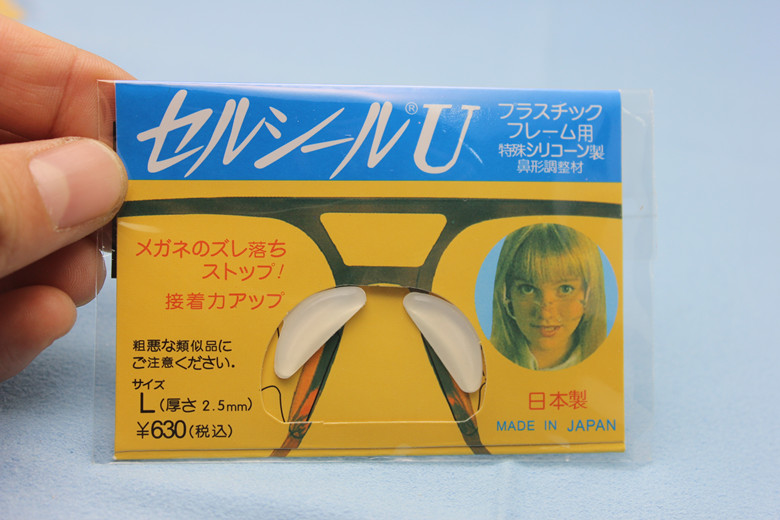 セルシール®U
プラスチック
フレーム用
特殊シリコーン製
鼻形調整材
メガネのズレ落ち
ストップ!
接着力アップ
粗悪な類似品に
ご注意ください.
サイズ
L(厚さ2.5mm)
¥630(税込)
日本製
MADE IN JAPAN